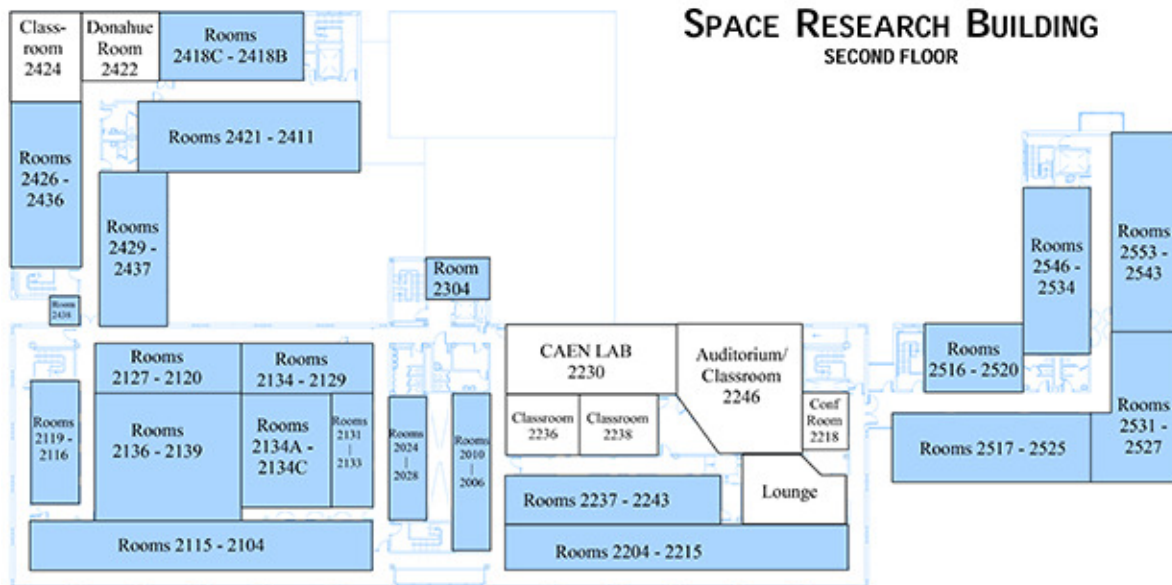 SPACE RESEARCH BUILDING
SECOND FLOOR
Class-
room
2424
Donahue
Room
2422
Rooms
2418C - 2418B
Rooms 2421 - 2411
Rooms
2426 -
2436
Rooms
2429 -
2437
Room
2438
Room
2304
Rooms
2553 -
2543
Rooms
2546 -
2534
Rooms
2516 - 2520
Rooms
2531 -
2527
Rooms 2517 - 2525
Rooms
2127 - 2120
Rooms
2134 - 2129
Rooms
2119 -
2116
Rooms
2136 - 2139
Rooms
2134A -
2134C
Rooms
2131
|
2133
Rooms
2024
|
2028
Rooms
2010
|
2006
CAEN LAB
2230
Auditorium/
Classroom
2246
Classroom
2236
Classroom
2238
Conf
Room
2218
Lounge
Rooms 2237 - 2243
Rooms 2115 - 2104
Rooms 2204 - 2215